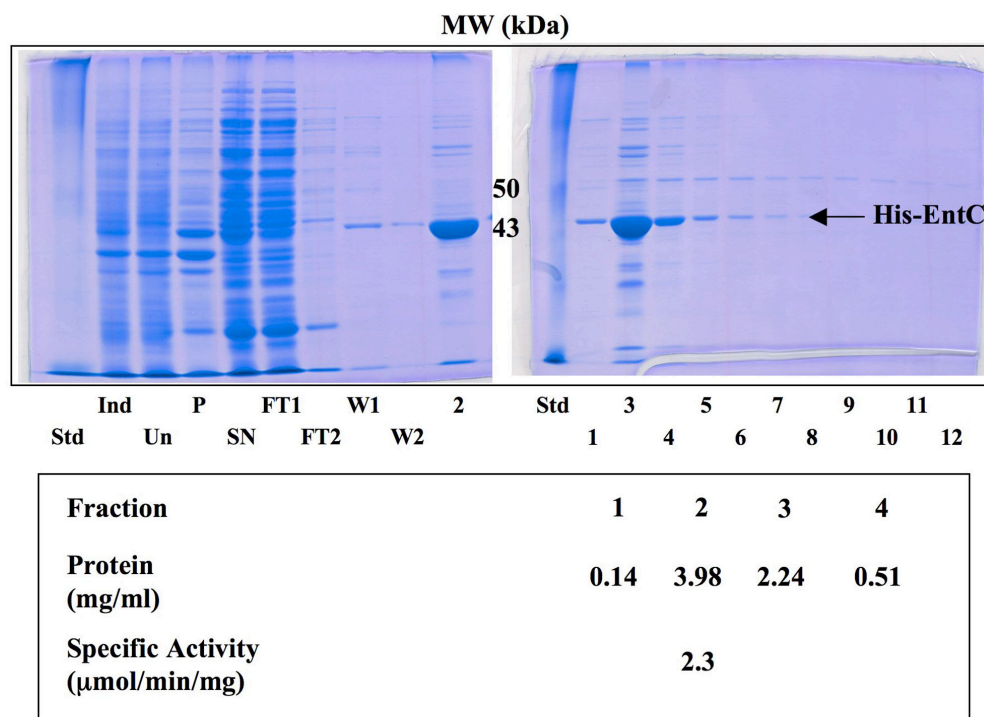 MW (kDa)
50
43
His-EntC
Ind P FT1 W1 2 Std 3 5 7 9 11
Std Un SN FT2 W2 1 4 6 8 10 12
Fraction 1 2 3 4
Protein
(mg/ml) 0.14 3.98 2.24 0.51
Specific Activity
(μmol/min/mg) 2.3